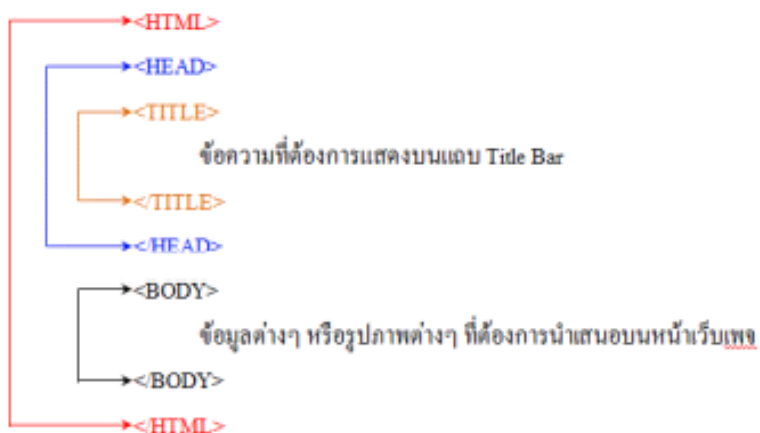 <HTML>
<HEAD>
<TITLE>
ข้อความที่ต้องการแสดงบนแถบ Title Bar
</TITLE>
</HEAD>
<BODY>
ข้อมูลต่างๆ หรือรูปภาพต่างๆ ที่ต้องการนำเสนอบนหน้าเว็บเพจ
</BODY>
</HTML>